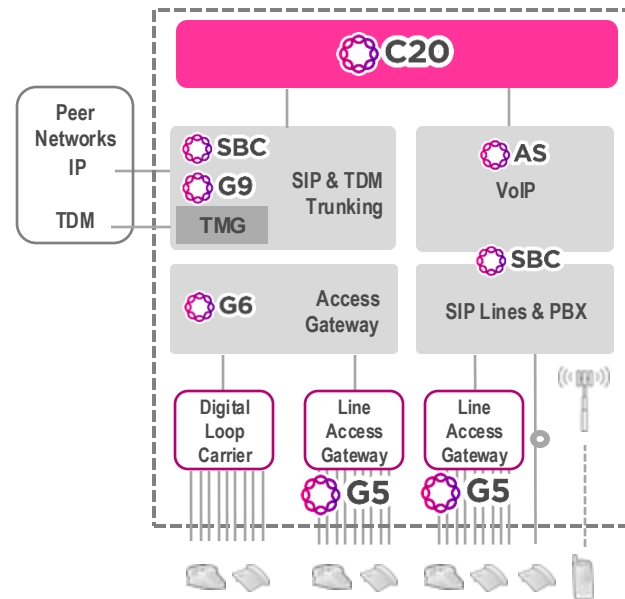 C20
Peer
Networks
IP
TDM
SBC
G9
TMG
SIP & TDM
Trunking
AS
VoIP
SBC
G6
Access
Gateway
SIP Lines & PBX
Digital
Loop
Carrier
Line
Access
Gateway
G5
Line
Access
Gateway
G5